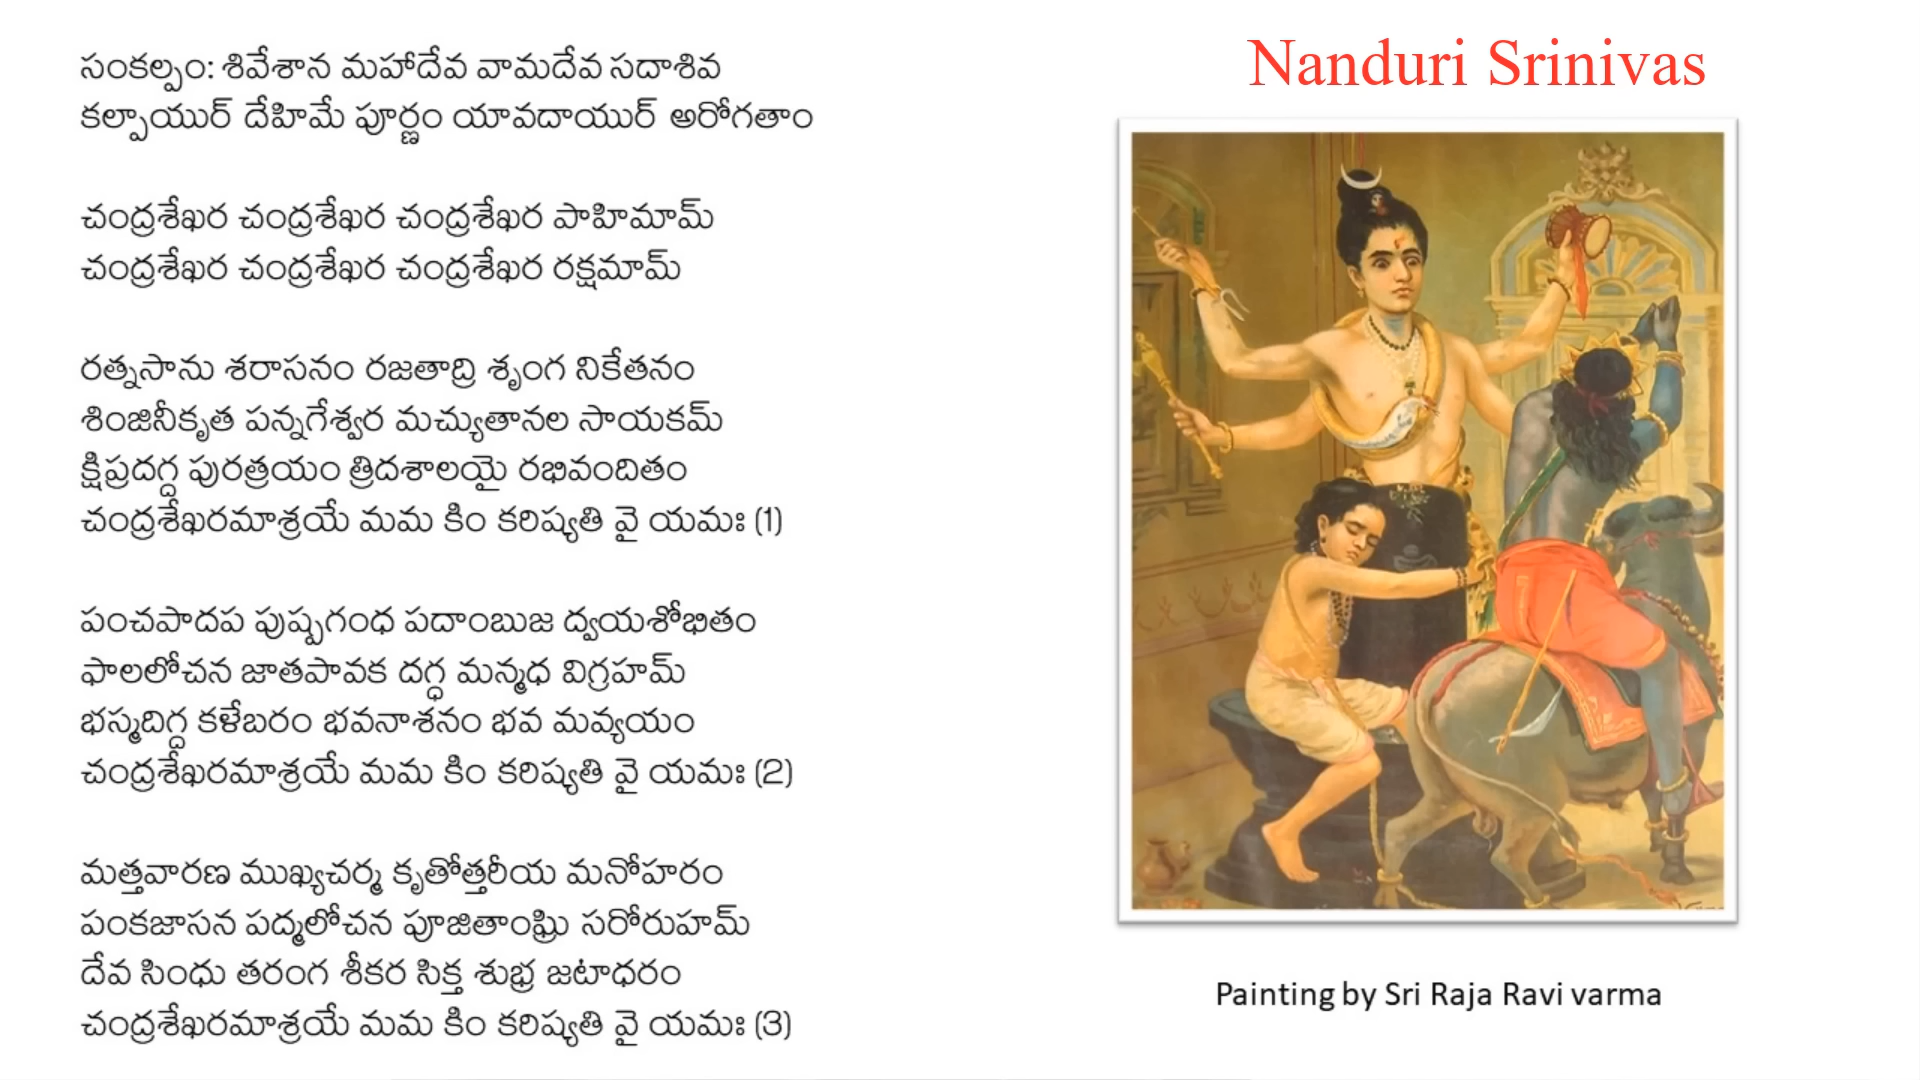 సంకల్పం: శివేశాన మహాదేవ వామదేవ సదాశివ
కల్పాయుర్ దేహిమే పూర్ణం యావదాయుర్ అరోగతాం
చంద్రశేఖర చంద్రశేఖర చంద్రశేఖర పాహిమామ్
చంద్రశేఖర చంద్రశేఖర చంద్రశేఖర రక్షమామ్
రత్నసాను శరాసనం రజతాద్రి శృంగ నికేతనం
శింజినీకృత పన్నగేశ్వర మచ్యుతానల సాయకమ్
క్షిప్రదగ్ద పురత్రయం త్రిదశాలయై రభివందితం
చంద్రశేఖరమాశ్రయే మమ కిం కరిష్యతి వై యమః (1)
పంచపాదప పుష్పగంధ పదాంబుజ ద్వయశోభితం
ఫాలలోచన జాతపావక దగ్ధ మన్మధ విగ్రహమ్
భస్మదిగ్ద కళేబరం భవనాశనం భవ మవ్యయం
చంద్రశేఖరమాశ్రయే మమ కిం కరిష్యతి వై యమః (2)
మత్తవారణ ముఖ్యచర్మ కృతోత్తరీయ మనోహరం
పంకజాసన పద్మలోచన పూజితాంఘ్రి సరోరుహమ్
దేవ సింధు తరంగ శీకర సిక్త శుభ్ర జటాధరం
చంద్రశేఖరమాశ్రయే మమ కిం కరిష్యతి వై యమః (3)
Nanduri Srinivas
Painting by Sri Raja Ravi varma